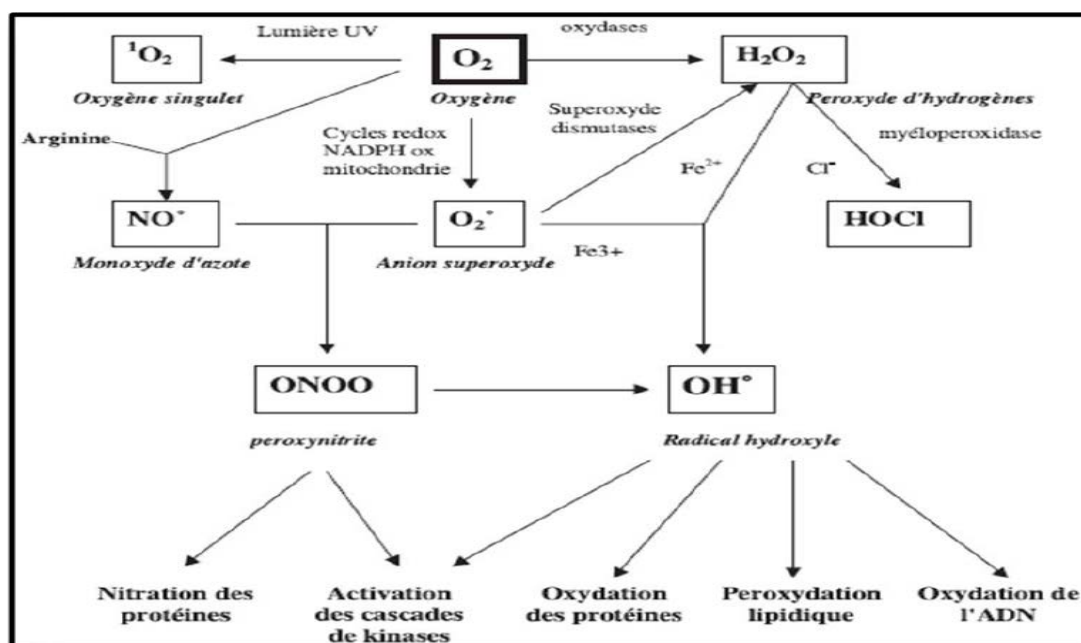 Lumière UV
oxydases
¹O₂
O₂
H₂O₂
Oxygène singulet
Oxygène
Peroxyde d'hydrogènes
Arginine
Cycles redox
NADPH ox
mitochondrie
Superoxyde
dismutases
myéloperoxidase
Fe²⁺
Cl⁻
NO°
O₂°
HOCl
Monoxyde d'azote
Anion superoxyde
Fe3+
ONOO
OH°
peroxynitrite
Radical hydroxyle
Nitration des
protéines
Activation
des cascades
de kinases
Oxydation
des protéines
Peroxydation
lipidique
Oxydation de
l'ADN